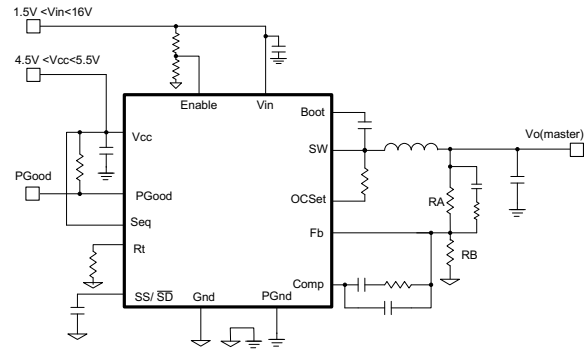 1.5V <Vin<16V
4.5V <Vcc<5.5V
Enable
Vin
Boot
Vcc
SW
Vo(master)
PGood
PGood
OCSet
RA
Seq
Fb
Rt
RB
Comp
SS/ SD
Gnd
PGnd